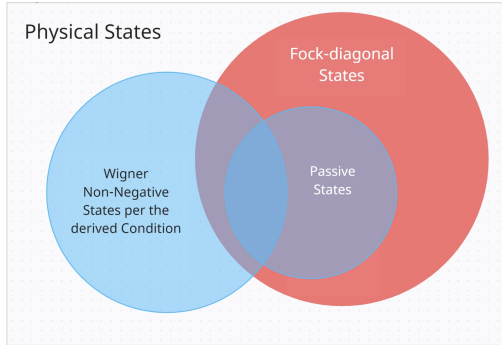 Physical States
Fock-diagonal
States
Wigner
Non-Negative
States per the
derived Condition
Passive
States